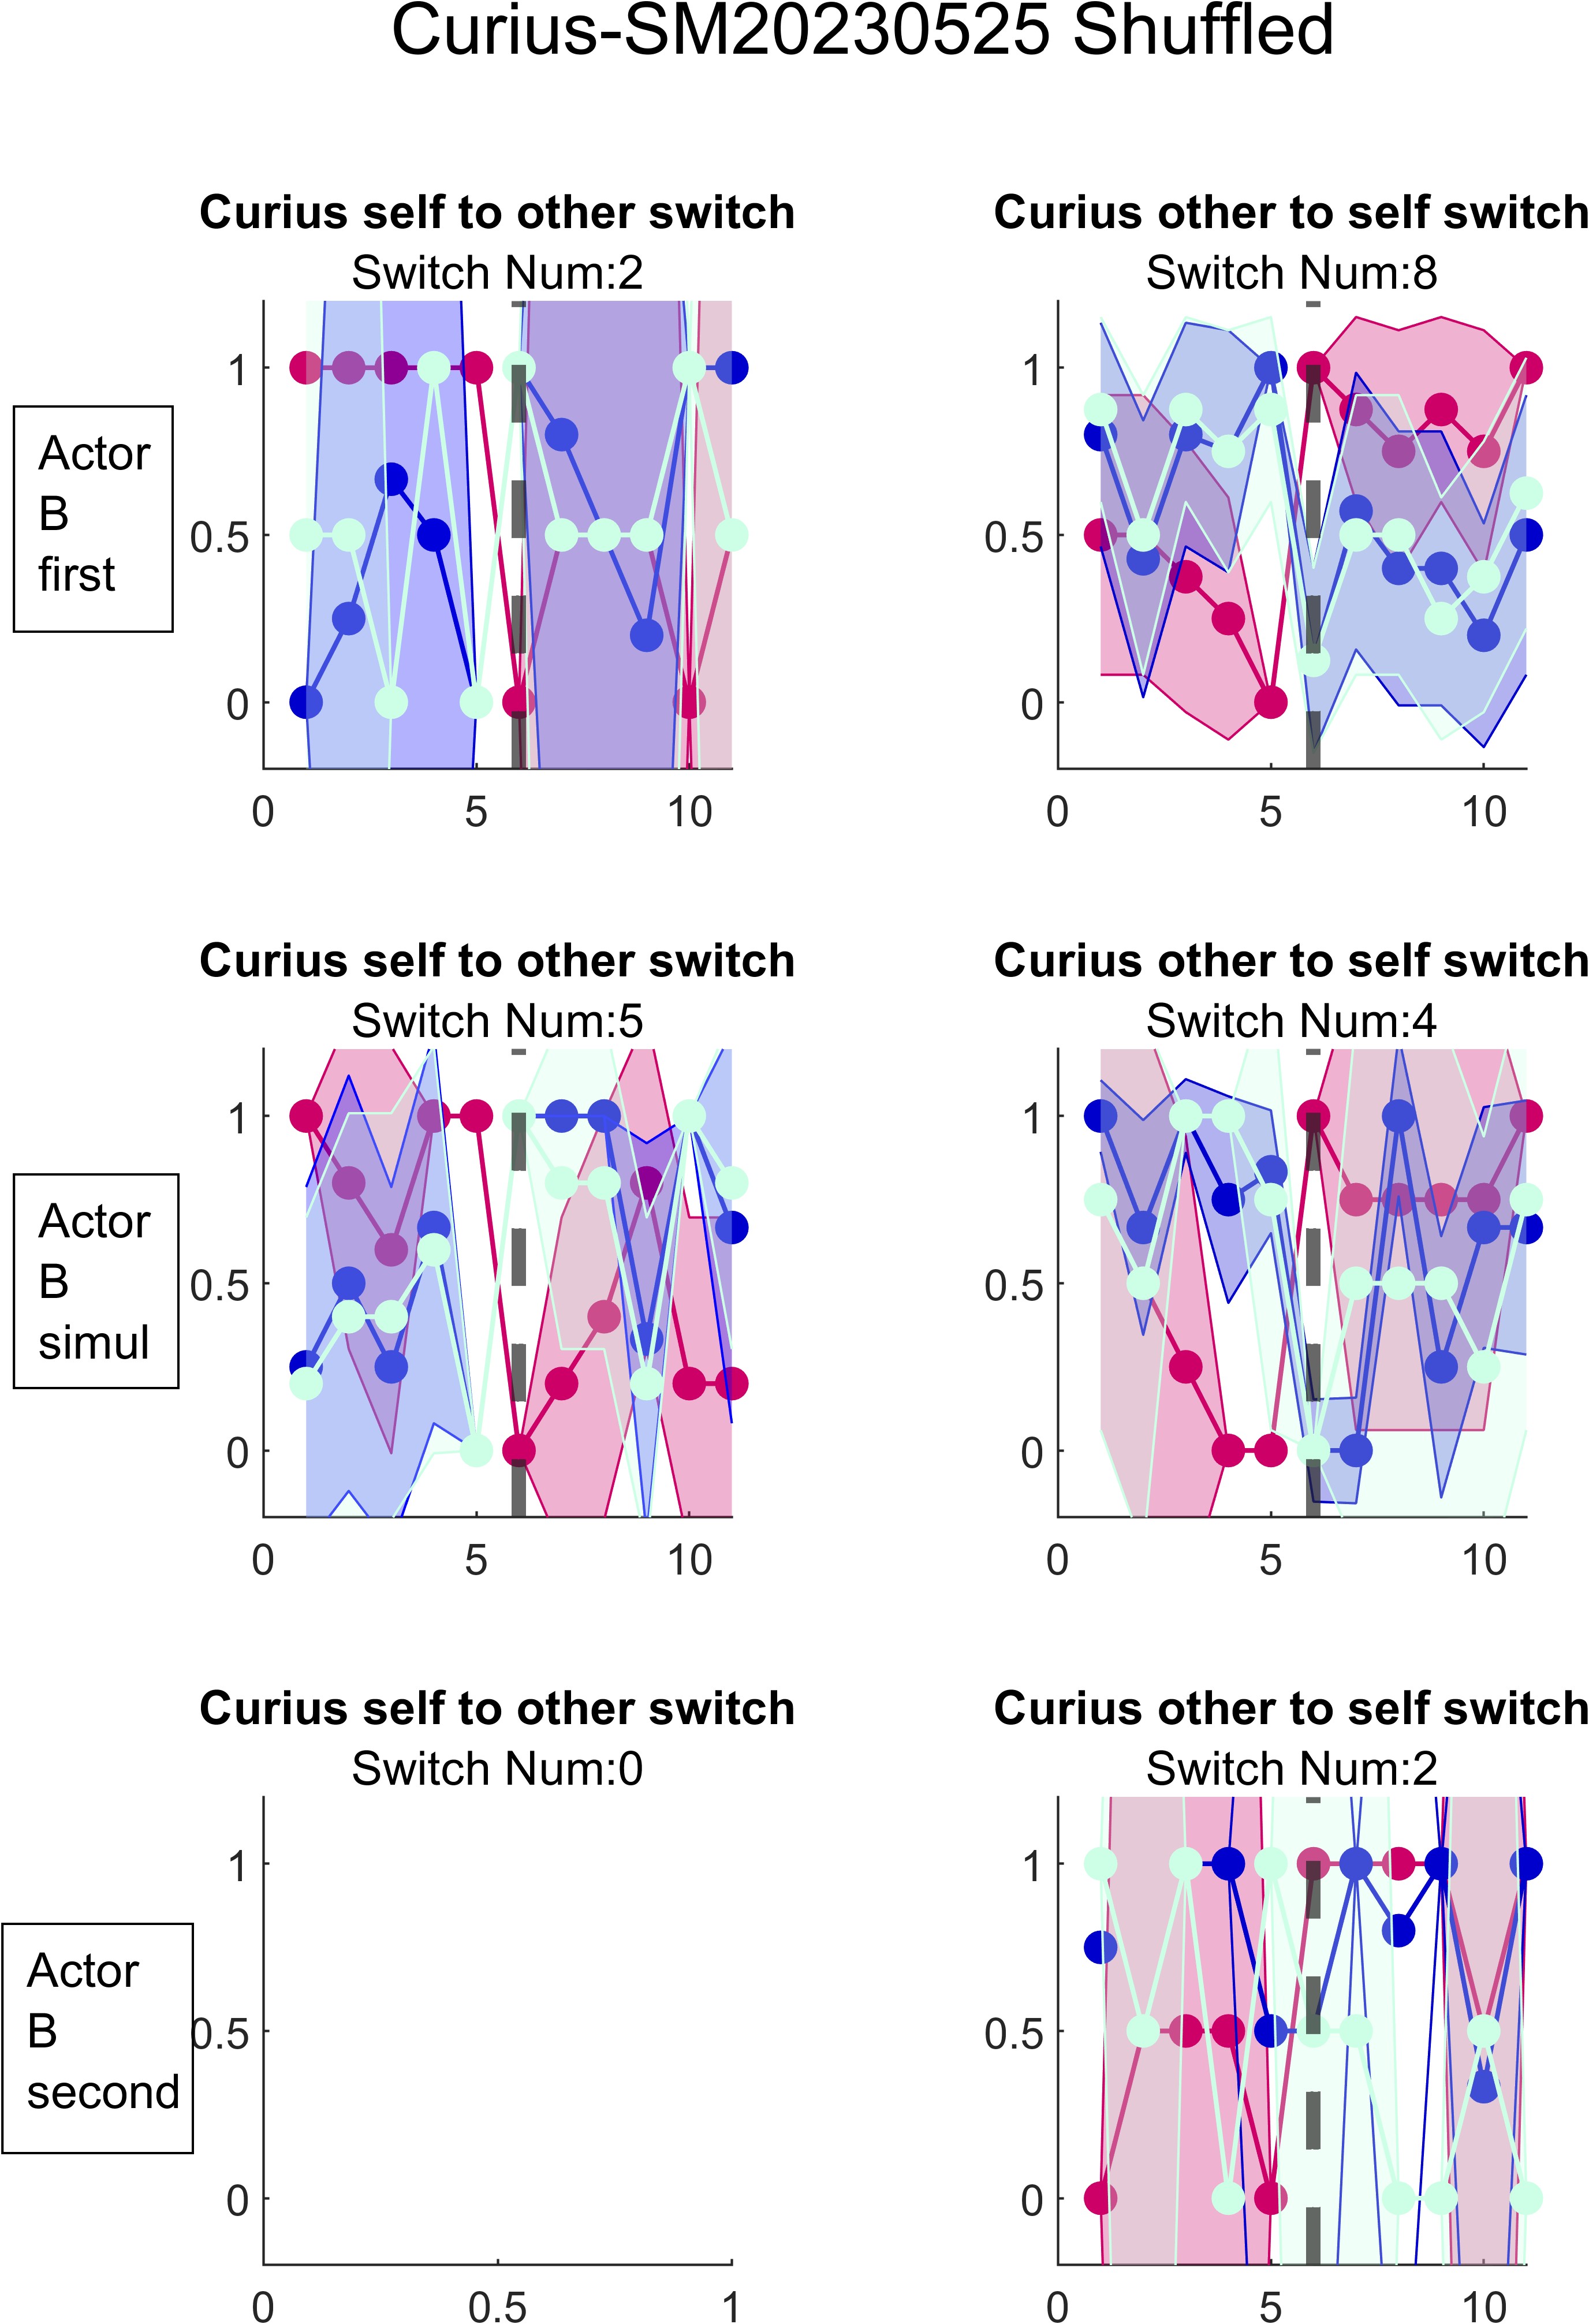 Curius-SM20230525 Shuffled
Curius self to other switch
Switch Num:2
1
0.5
0
0
5
10
Curius other to self switch
Switch Num:8
1
0.5
0
0
5
10
Actor
B
first
Curius self to other switch
Switch Num:5
1
0.5
0
0
5
10
Curius other to self switch
Switch Num:4
1
0.5
0
0
5
10
Actor
B
simul
Curius self to other switch
Switch Num:0
1
0.5
0
0
0.5
1
Curius other to self switch
Switch Num:2
1
0.5
0
0
5
10
Actor
B
second